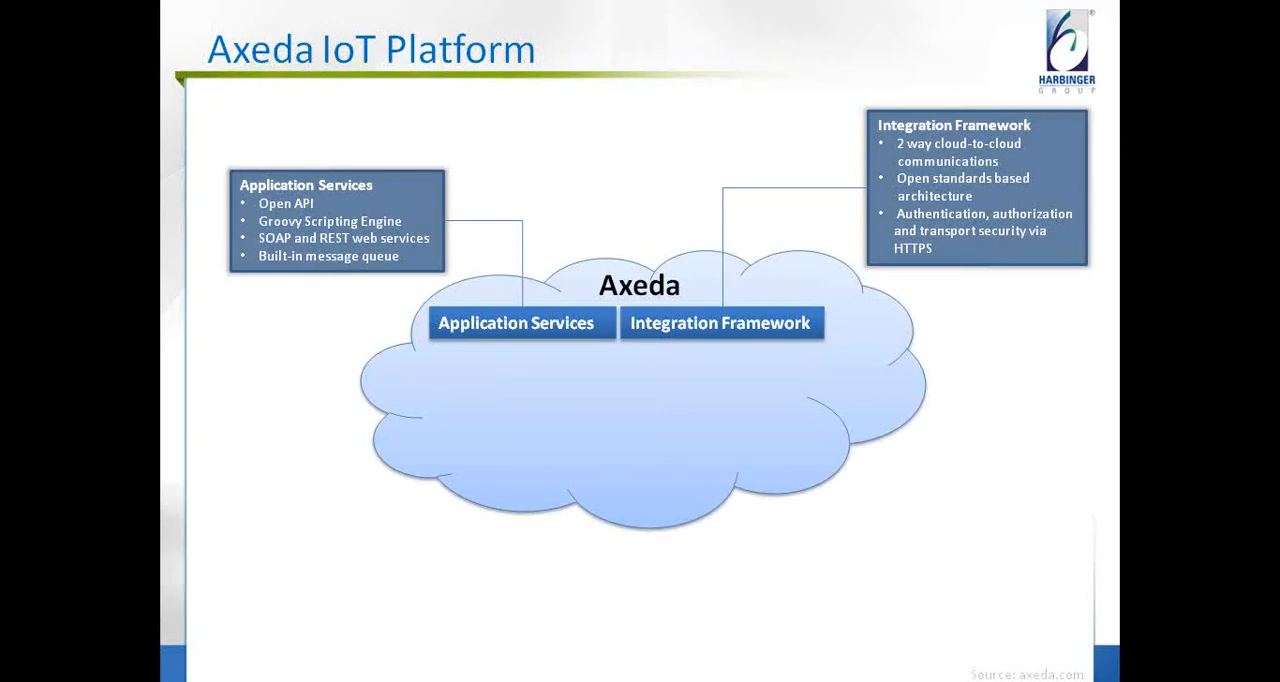 Axeda IoT Platform
®
HARBINGER
GROUP
Integration Framework
• 2 way cloud-to-cloud
communications
• Open standards based
architecture
• Authentication, authorization
and transport security via
HTTPS
Application Services
• Open API
• Groovy Scripting Engine
• SOAP and REST web services
• Built-in message queue
Axeda
Application Services
Integration Framework
Source: axeda.com